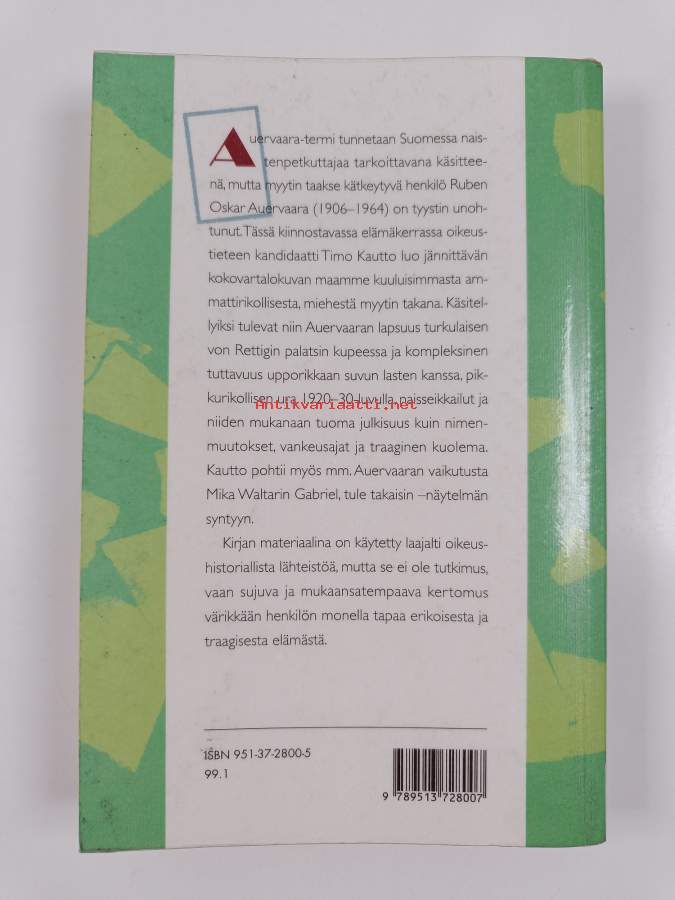 Auervaara-termi tunnetaan Suomessa nais-
tenpetkuttajaa tarkoittavana käsittee-
nä, mutta myytin taakse kätkeytyvä henkilö Ruben
Oskar Auervaara (1906–1964) on tyystin unoh-
tunut. Tässä kiinnostavassa elämäkerrassa oikeus-
tieteen kandidaatti Timo Kautto luo jännittävän
kokovartalokuvan maamme kuuluisimmasta am-
mattirikollisesta, miehestä myytin takana. Käsitel-
lyiksi tulevat niin Auervaaran lapsuus turkulaisen
von Rettigin palatsin kupeessa ja kompleksinen
tuttavuus upporikkaan suvun lasten kanssa, pik-
kurikollisen ura 1920–30-luvulla, naisseikkailut ja
Antikvariaatti.net
niiden mukanaan tuoma julkisuus kuin nimen-
muutokset, vankeusajat ja traaginen kuolema.
Kautto pohtii myös mm. Auervaaran vaikutusta
Mika Waltarin Gabriel, tule takaisin –näytelmän
syntyyn.
Kirjan materiaalina on käytetty laajalti oikeus-
historiallista lähteistöä, mutta se ei ole tutkimus,
vaan sujuva ja mukaansatempaava kertomus
värikkään henkilön monella tapaa erikoisesta ja
traagisesta elämästä.
ISBN 951-37-2800-5
99.1
9 789513 728007